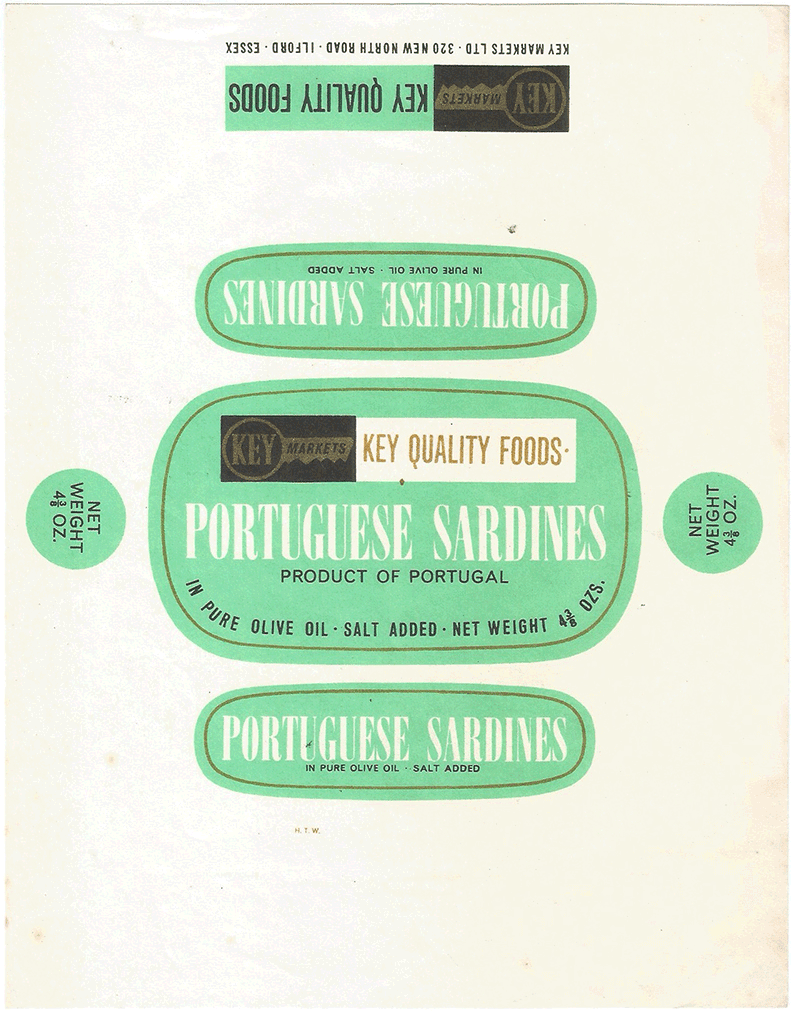 KEY MARKETS LTD · 320 NEW NORTH ROAD · ILFORD · ESSEX
KEY MARKETS KEY QUALITY FOODS
IN PURE OLIVE OIL · SALT ADDED
PORTUGUESE SARDINES
KEY MARKETS KEY QUALITY FOODS·
PORTUGUESE SARDINES
PRODUCT OF PORTUGAL
IN PURE OLIVE OIL · SALT ADDED · NET WEIGHT 4⅜ OZS.
NET
WEIGHT
4⅜ OZ.
NET
WEIGHT
4⅜ OZ.
PORTUGUESE SARDINES
IN PURE OLIVE OIL · SALT ADDED
H. T. W.